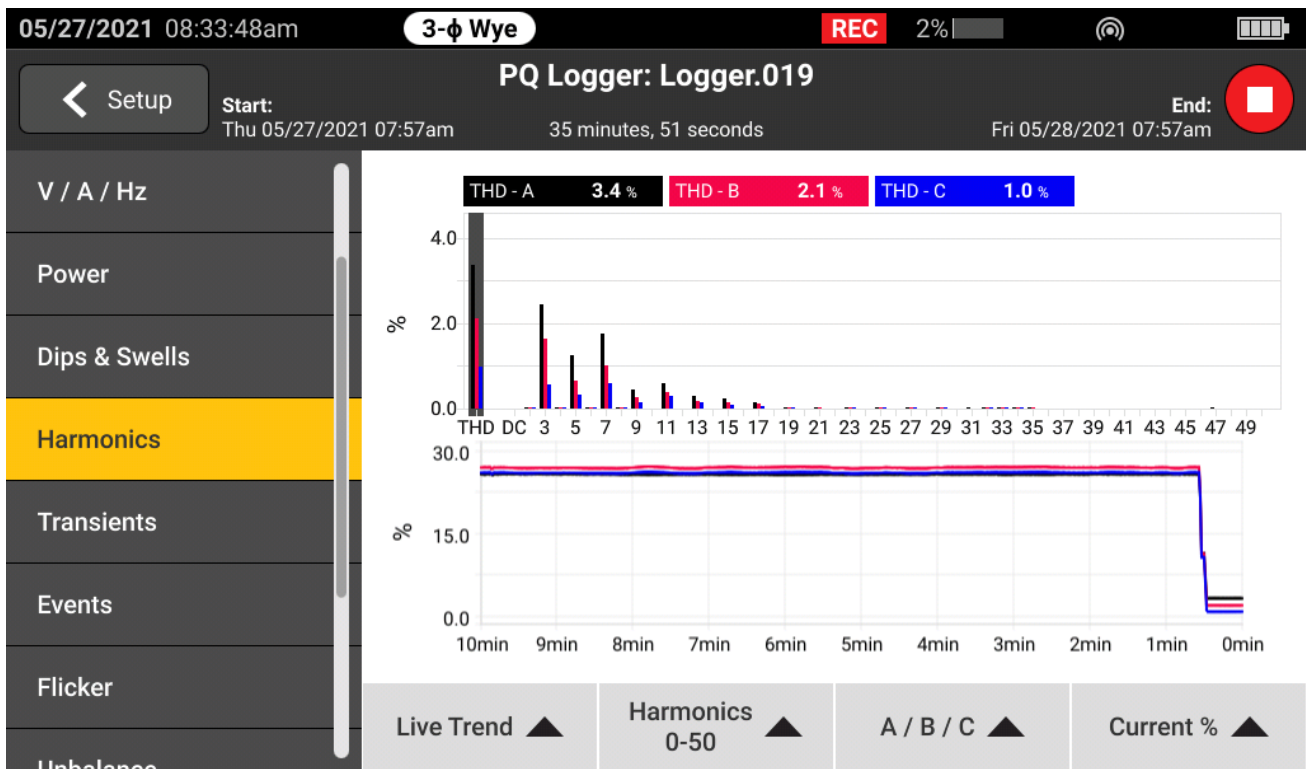 05/27/2021 08:33:48am 3-ϕ Wye REC 2%
Setup
PQ Logger: Logger.019
Start:
Thu 05/27/2021 07:57am
35 minutes, 51 seconds
End:
Fri 05/28/2021 07:57am
V / A / Hz
Power
Dips & Swells
Harmonics
Transients
Events
Flicker
Unbalance
THD - A 3.4 % THD - B 2.1 % THD - C 1.0 %
%
4.0
2.0
0.0
THD DC 3 5 7 9 11 13 15 17 19 21 23 25 27 29 31 33 35 37 39 41 43 45 47 49
%
30.0
15.0
0.0
10min 9min 8min 7min 6min 5min 4min 3min 2min 1min 0min
Live Trend
Harmonics
0-50
A / B / C
Current %